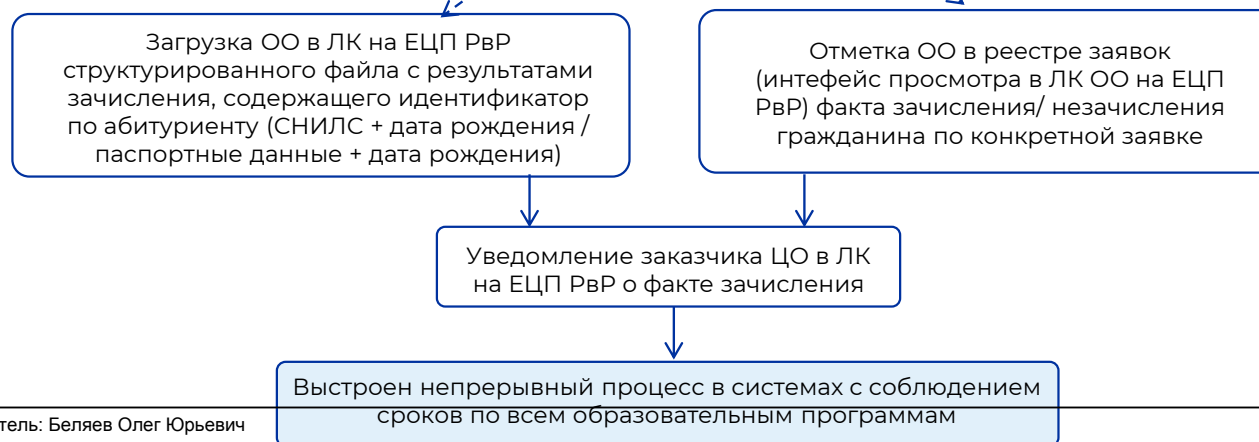 Загрузка ОО в ЛК на ЕЦП РвР
структурированного файла с результатами
зачисления, содержащего идентификатор
по абитуриенту (СНИЛС + дата рождения /
паспортные данные + дата рождения)
Отметка ОО в реестре заявок
(интефейс просмотра в ЛК ОО на ЕЦП
РвР) факта зачисления/ незачисления
гражданина по конкретной заявке
Уведомление заказчика ЦО в ЛК
на ЕЦП РвР о факте зачисления
Выстроен непрерывный процесс в системах с соблюдением
сроков по всем образовательным программам
тель: Беляев Олег Юрьевич